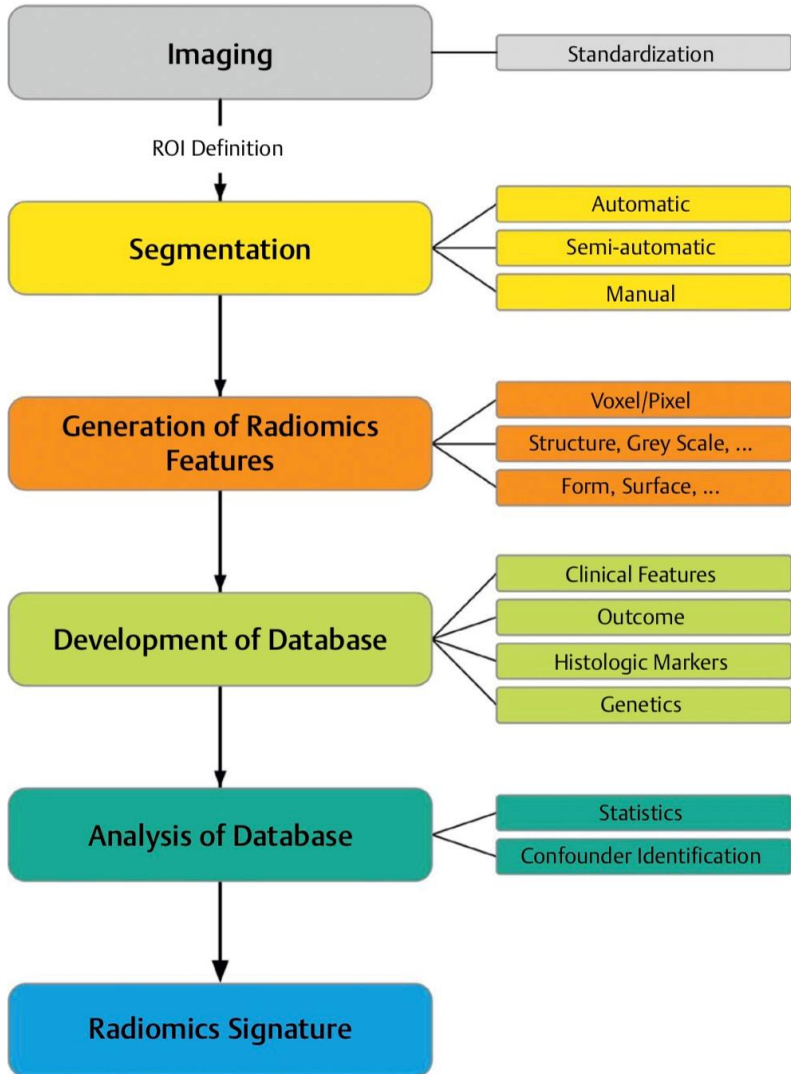 Imaging
Standardization
ROI Definition
Segmentation
Automatic
Semi-automatic
Manual
Generation of Radiomics
Features
Voxel/Pixel
Structure, Grey Scale, ...
Form, Surface, ...
Development of Database
Clinical Features
Outcome
Histologic Markers
Genetics
Analysis of Database
Statistics
Confounder Identification
Radiomics Signature